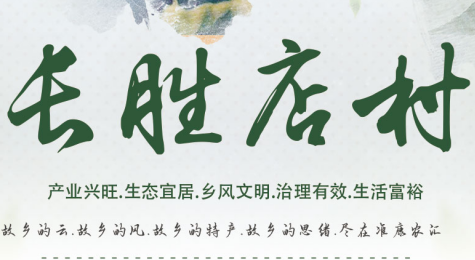 长胜店村
产业兴旺.生态宜居.乡风文明.治理有效.生活富裕
故乡的云.故乡的风.故乡的特产.故乡的思绪.尽在准底农汇